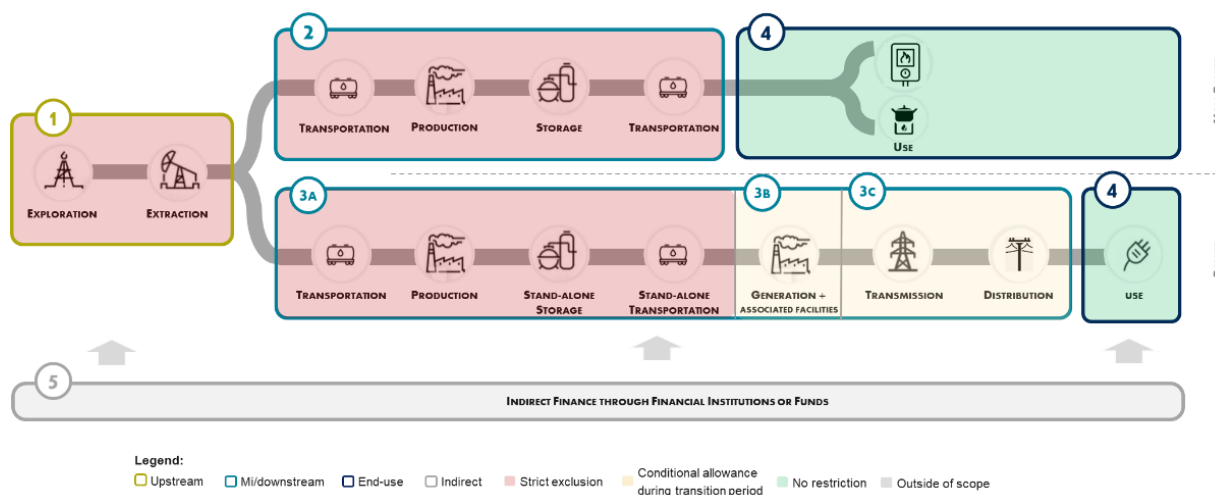 2
4
TRANSPORTATION
PRODUCTION
STORAGE
TRANSPORTATION
USE
1
EXPLORATION
EXTRACTION
3A
3B
3C
4
TRANSPORTATION
PRODUCTION
STAND-ALONE
STORAGE
STAND-ALONE
TRANSPORTATION
GENERATION +
ASSOCIATED FACILITIES
TRANSMISSION
DISTRIBUTION
USE
5
INDIRECT FINANCE THROUGH FINANCIAL INSTITUTIONS OR FUNDS
Legend:
Upstream
Mi/downstream
End-use
Indirect
Strict exclusion
Conditional allowance
during transition period
No restriction
Outside of scope